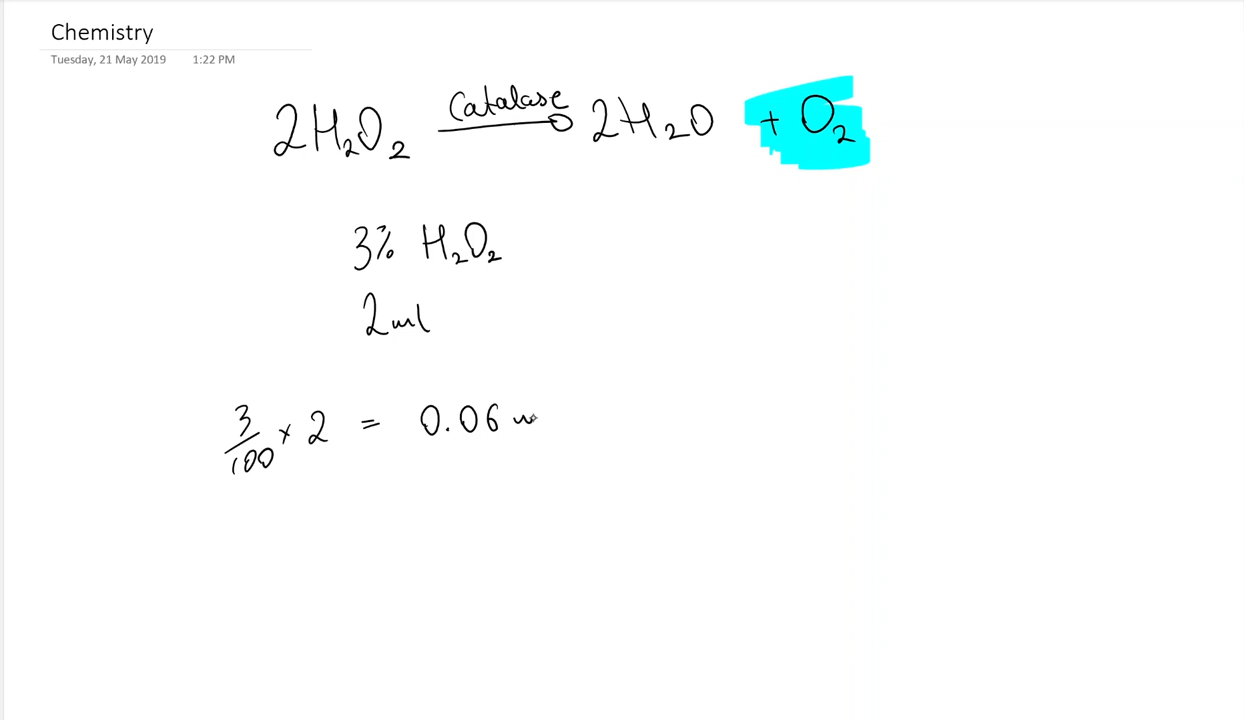 Chemistry
Tuesday, 21 May 2019 1:22 PM
2H₂O₂ Catalase → 2H₂O + O₂
3% H₂O₂
2ml
3/100 × 2 = 0.06